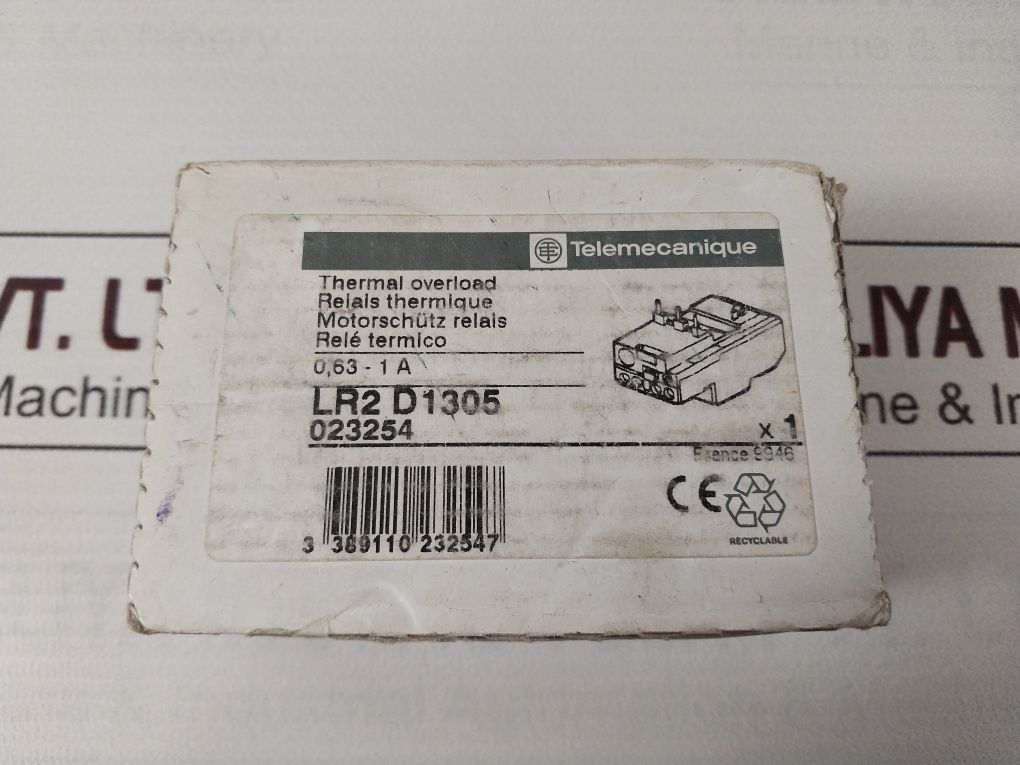 Telemecanique
Thermal overload
Relais thermique
Motorschütz relais
Relé termico
0,63 - 1 A
LR2 D1305
023254
x 1
France 9946
3 389110 232547
CE
RECYCLABLE
VT. LT
LIYA M
Machin
ne & In